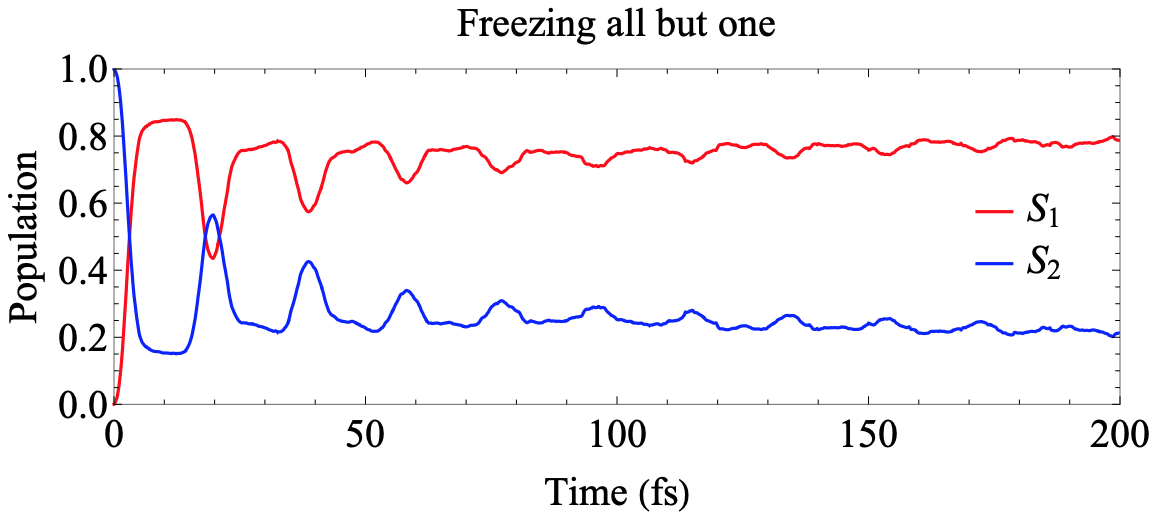 Freezing all but one
1.0
0.8
0.6
0.4
0.2
0.0
Population
S1
S2
0 50 100 150 200
Time (fs)